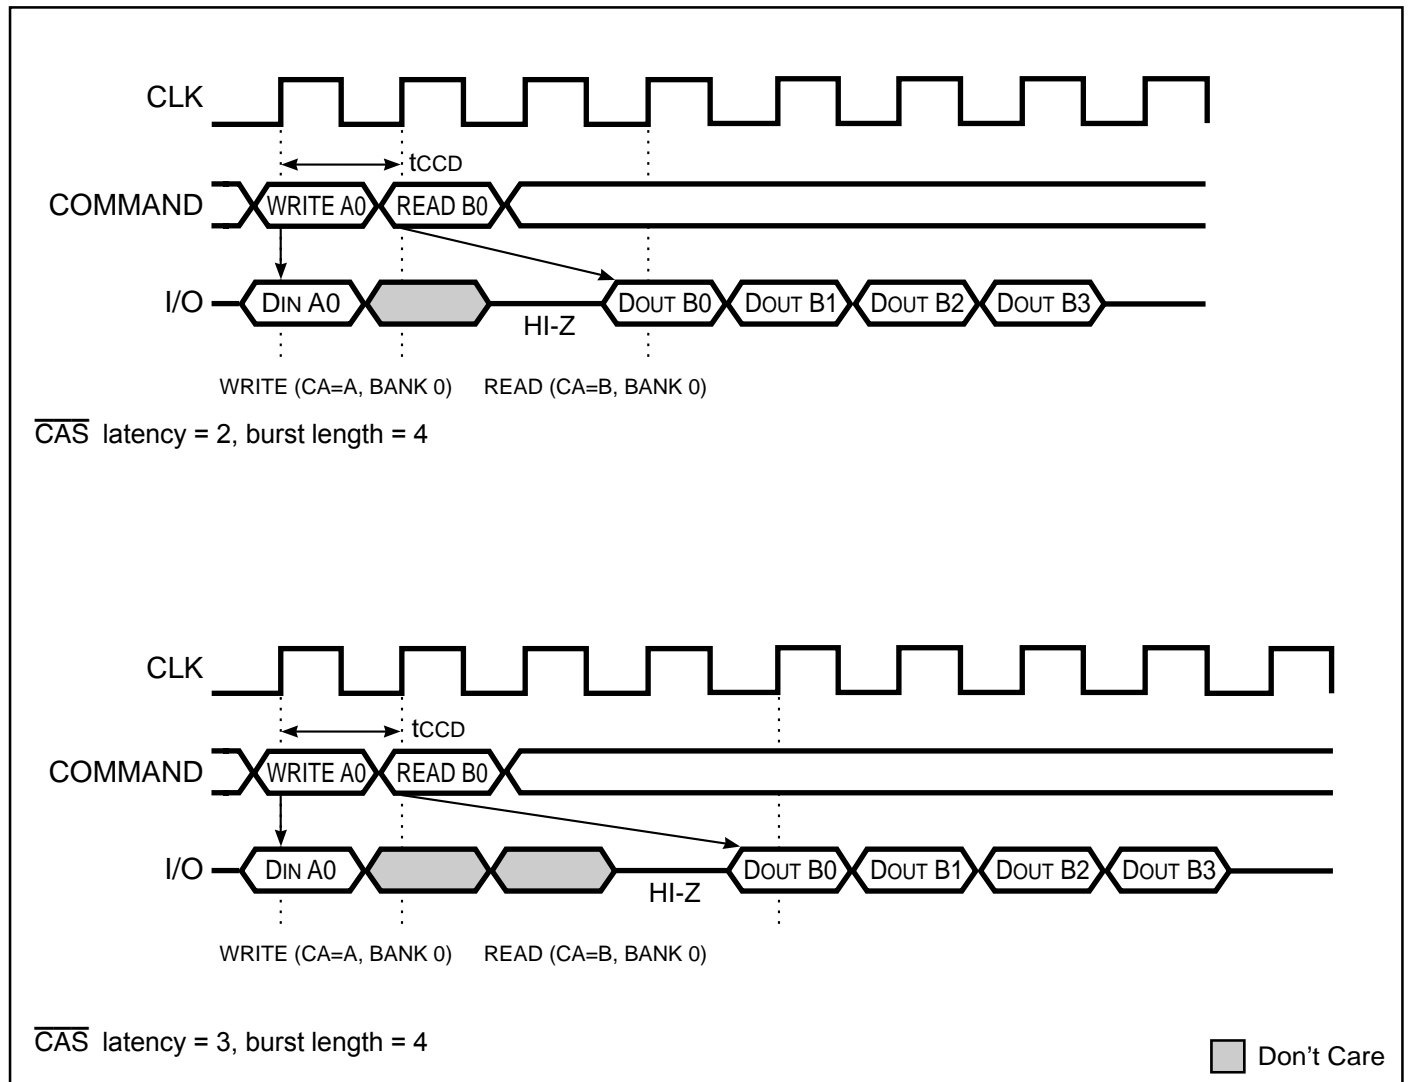 CLK
tCCD
COMMAND WRITE A0 READ B0
I/O DIN A0 HI-Z DOUT B0 DOUT B1 DOUT B2 DOUT B3
WRITE (CA=A, BANK 0) READ (CA=B, BANK 0)
CAS latency = 2, burst length = 4
CLK
tCCD
COMMAND WRITE A0 READ B0
I/O DIN A0 HI-Z DOUT B0 DOUT B1 DOUT B2 DOUT B3
WRITE (CA=A, BANK 0) READ (CA=B, BANK 0)
CAS latency = 3, burst length = 4
Don't Care